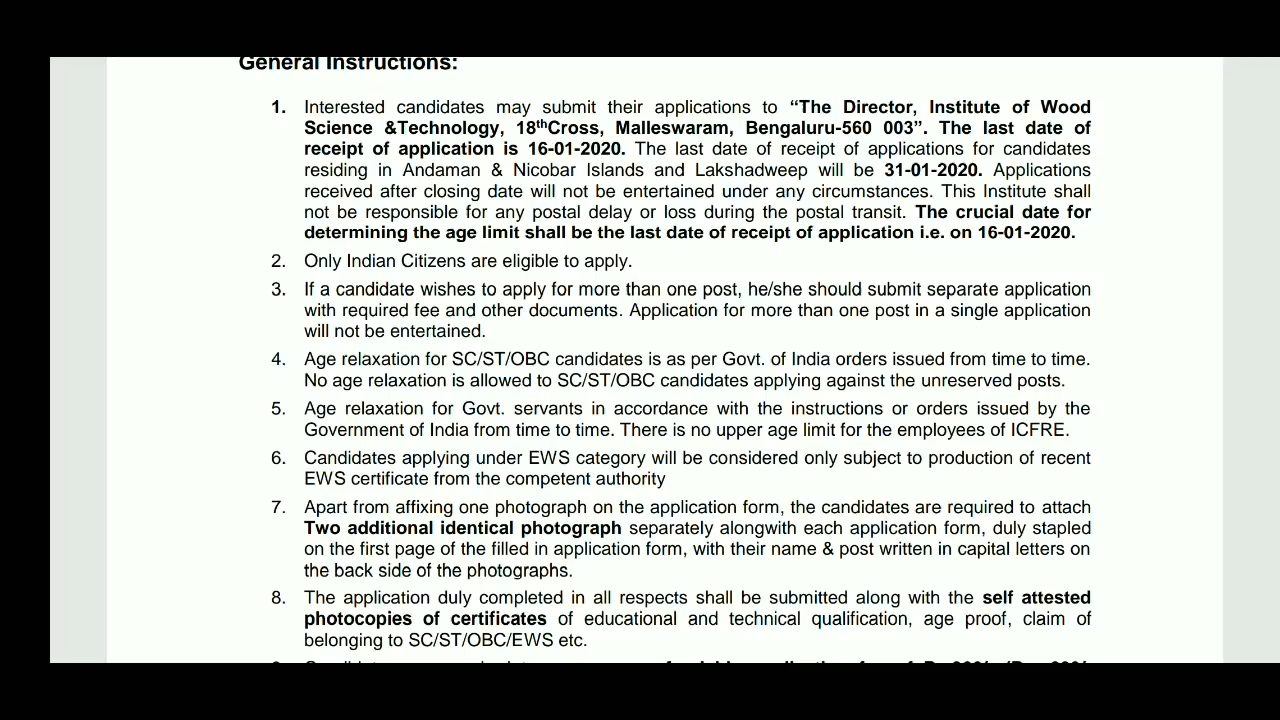 General Instructions:
1. Interested candidates may submit their applications to “The Director, Institute of Wood
Science &Technology, 18thCross, Malleswaram, Bengaluru-560 003”. The last date of
receipt of application is 16-01-2020. The last date of receipt of applications for candidates
residing in Andaman & Nicobar Islands and Lakshadweep will be 31-01-2020. Applications
received after closing date will not be entertained under any circumstances. This Institute shall
not be responsible for any postal delay or loss during the postal transit. The crucial date for
determining the age limit shall be the last date of receipt of application i.e. on 16-01-2020.
2. Only Indian Citizens are eligible to apply.
3. If a candidate wishes to apply for more than one post, he/she should submit separate application
with required fee and other documents. Application for more than one post in a single application
will not be entertained.
4. Age relaxation for SC/ST/OBC candidates is as per Govt. of India orders issued from time to time.
No age relaxation is allowed to SC/ST/OBC candidates applying against the unreserved posts.
5. Age relaxation for Govt. servants in accordance with the instructions or orders issued by the
Government of India from time to time. There is no upper age limit for the employees of ICFRE.
6. Candidates applying under EWS category will be considered only subject to production of recent
EWS certificate from the competent authority
7. Apart from affixing one photograph on the application form, the candidates are required to attach
Two additional identical photograph separately alongwith each application form, duly stapled
on the first page of the filled in application form, with their name & post written in capital letters on
the back side of the photographs.
8. The application duly completed in all respects shall be submitted along with the self attested
photocopies of certificates of educational and technical qualification, age proof, claim of
belonging to SC/ST/OBC/EWS etc.